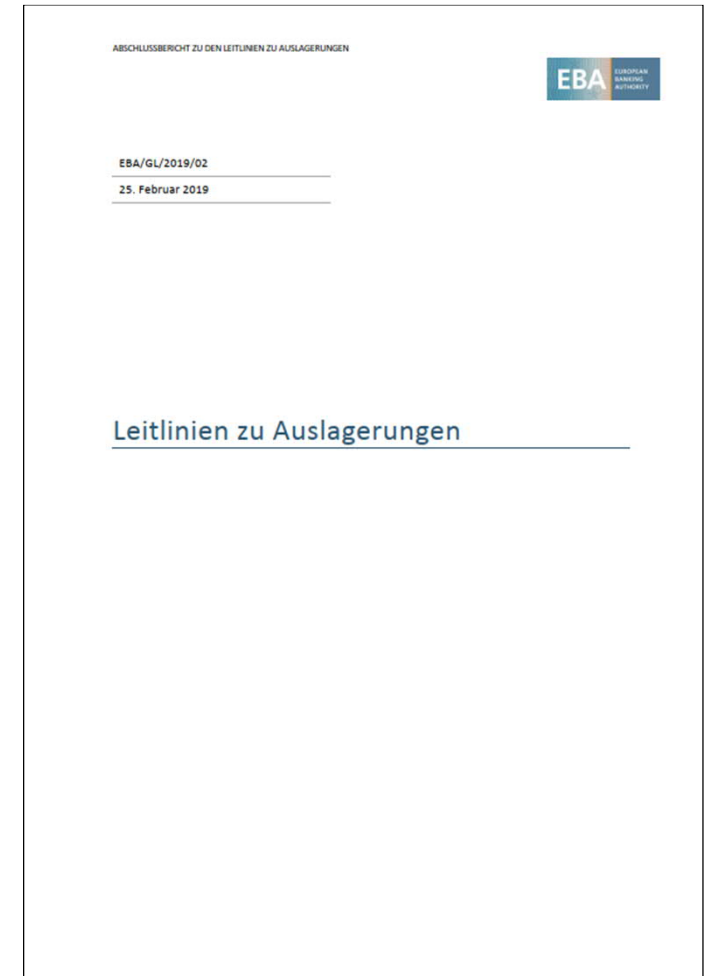 ABSCHLUSSBERICHT ZU DEN LEITLINIEN ZU AUSLAGERUNGEN
EBA
EUROPEAN
BANKING
AUTHORITY
EBA/GL/2019/02
25. Februar 2019
Leitlinien zu Auslagerungen